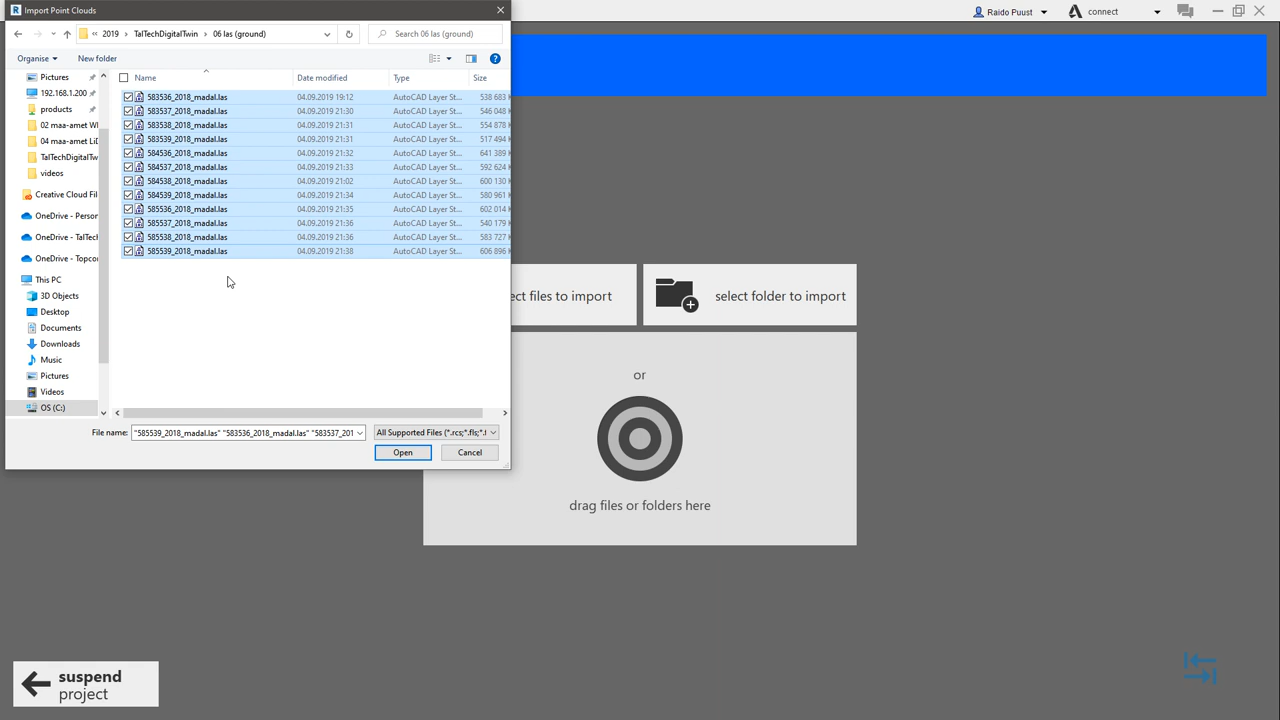 Import Point Clouds
Raido Puust
connect
2019 › TalTechDigitalTwin › 06 las (ground)
Search 06 las (ground)
Organise
New folder
Name
Date modified
Type
Size
583536_2018_madal.las 04.09.2019 19:12 AutoCAD Layer St... 538 683
583537_2018_madal.las 04.09.2019 21:30 AutoCAD Layer St... 546 048
583538_2018_madal.las 04.09.2019 21:31 AutoCAD Layer St... 554 878
583539_2018_madal.las 04.09.2019 21:31 AutoCAD Layer St... 517 494
584536_2018_madal.las 04.09.2019 21:32 AutoCAD Layer St... 641 389
584537_2018_madal.las 04.09.2019 21:33 AutoCAD Layer St... 592 624
584538_2018_madal.las 04.09.2019 21:02 AutoCAD Layer St... 600 130
584539_2018_madal.las 04.09.2019 21:34 AutoCAD Layer St... 580 961
585536_2018_madal.las 04.09.2019 21:35 AutoCAD Layer St... 602 014
585537_2018_madal.las 04.09.2019 21:36 AutoCAD Layer St... 540 179
585538_2018_madal.las 04.09.2019 21:36 AutoCAD Layer St... 583 727
585539_2018_madal.las 04.09.2019 21:38 AutoCAD Layer St... 606 896
Pictures
192.168.1.200
products
02 maa-amet
04 maa-amet
TalTechDigitalTw
videos
Creative Cloud Fil
OneDrive - Person
OneDrive - TalTech
OneDrive - Topcon
This PC
3D Objects
Desktop
Documents
Downloads
Music
Pictures
Videos
OS (C:)
File name:
"585539_2018_madal.las" "583536_2018_madal.las" "583537_201
All Supported Files (*.rcs;*.fls;*.f
Open
Cancel
ect files to import
select folder to import
or
drag files or folders here
suspend
project